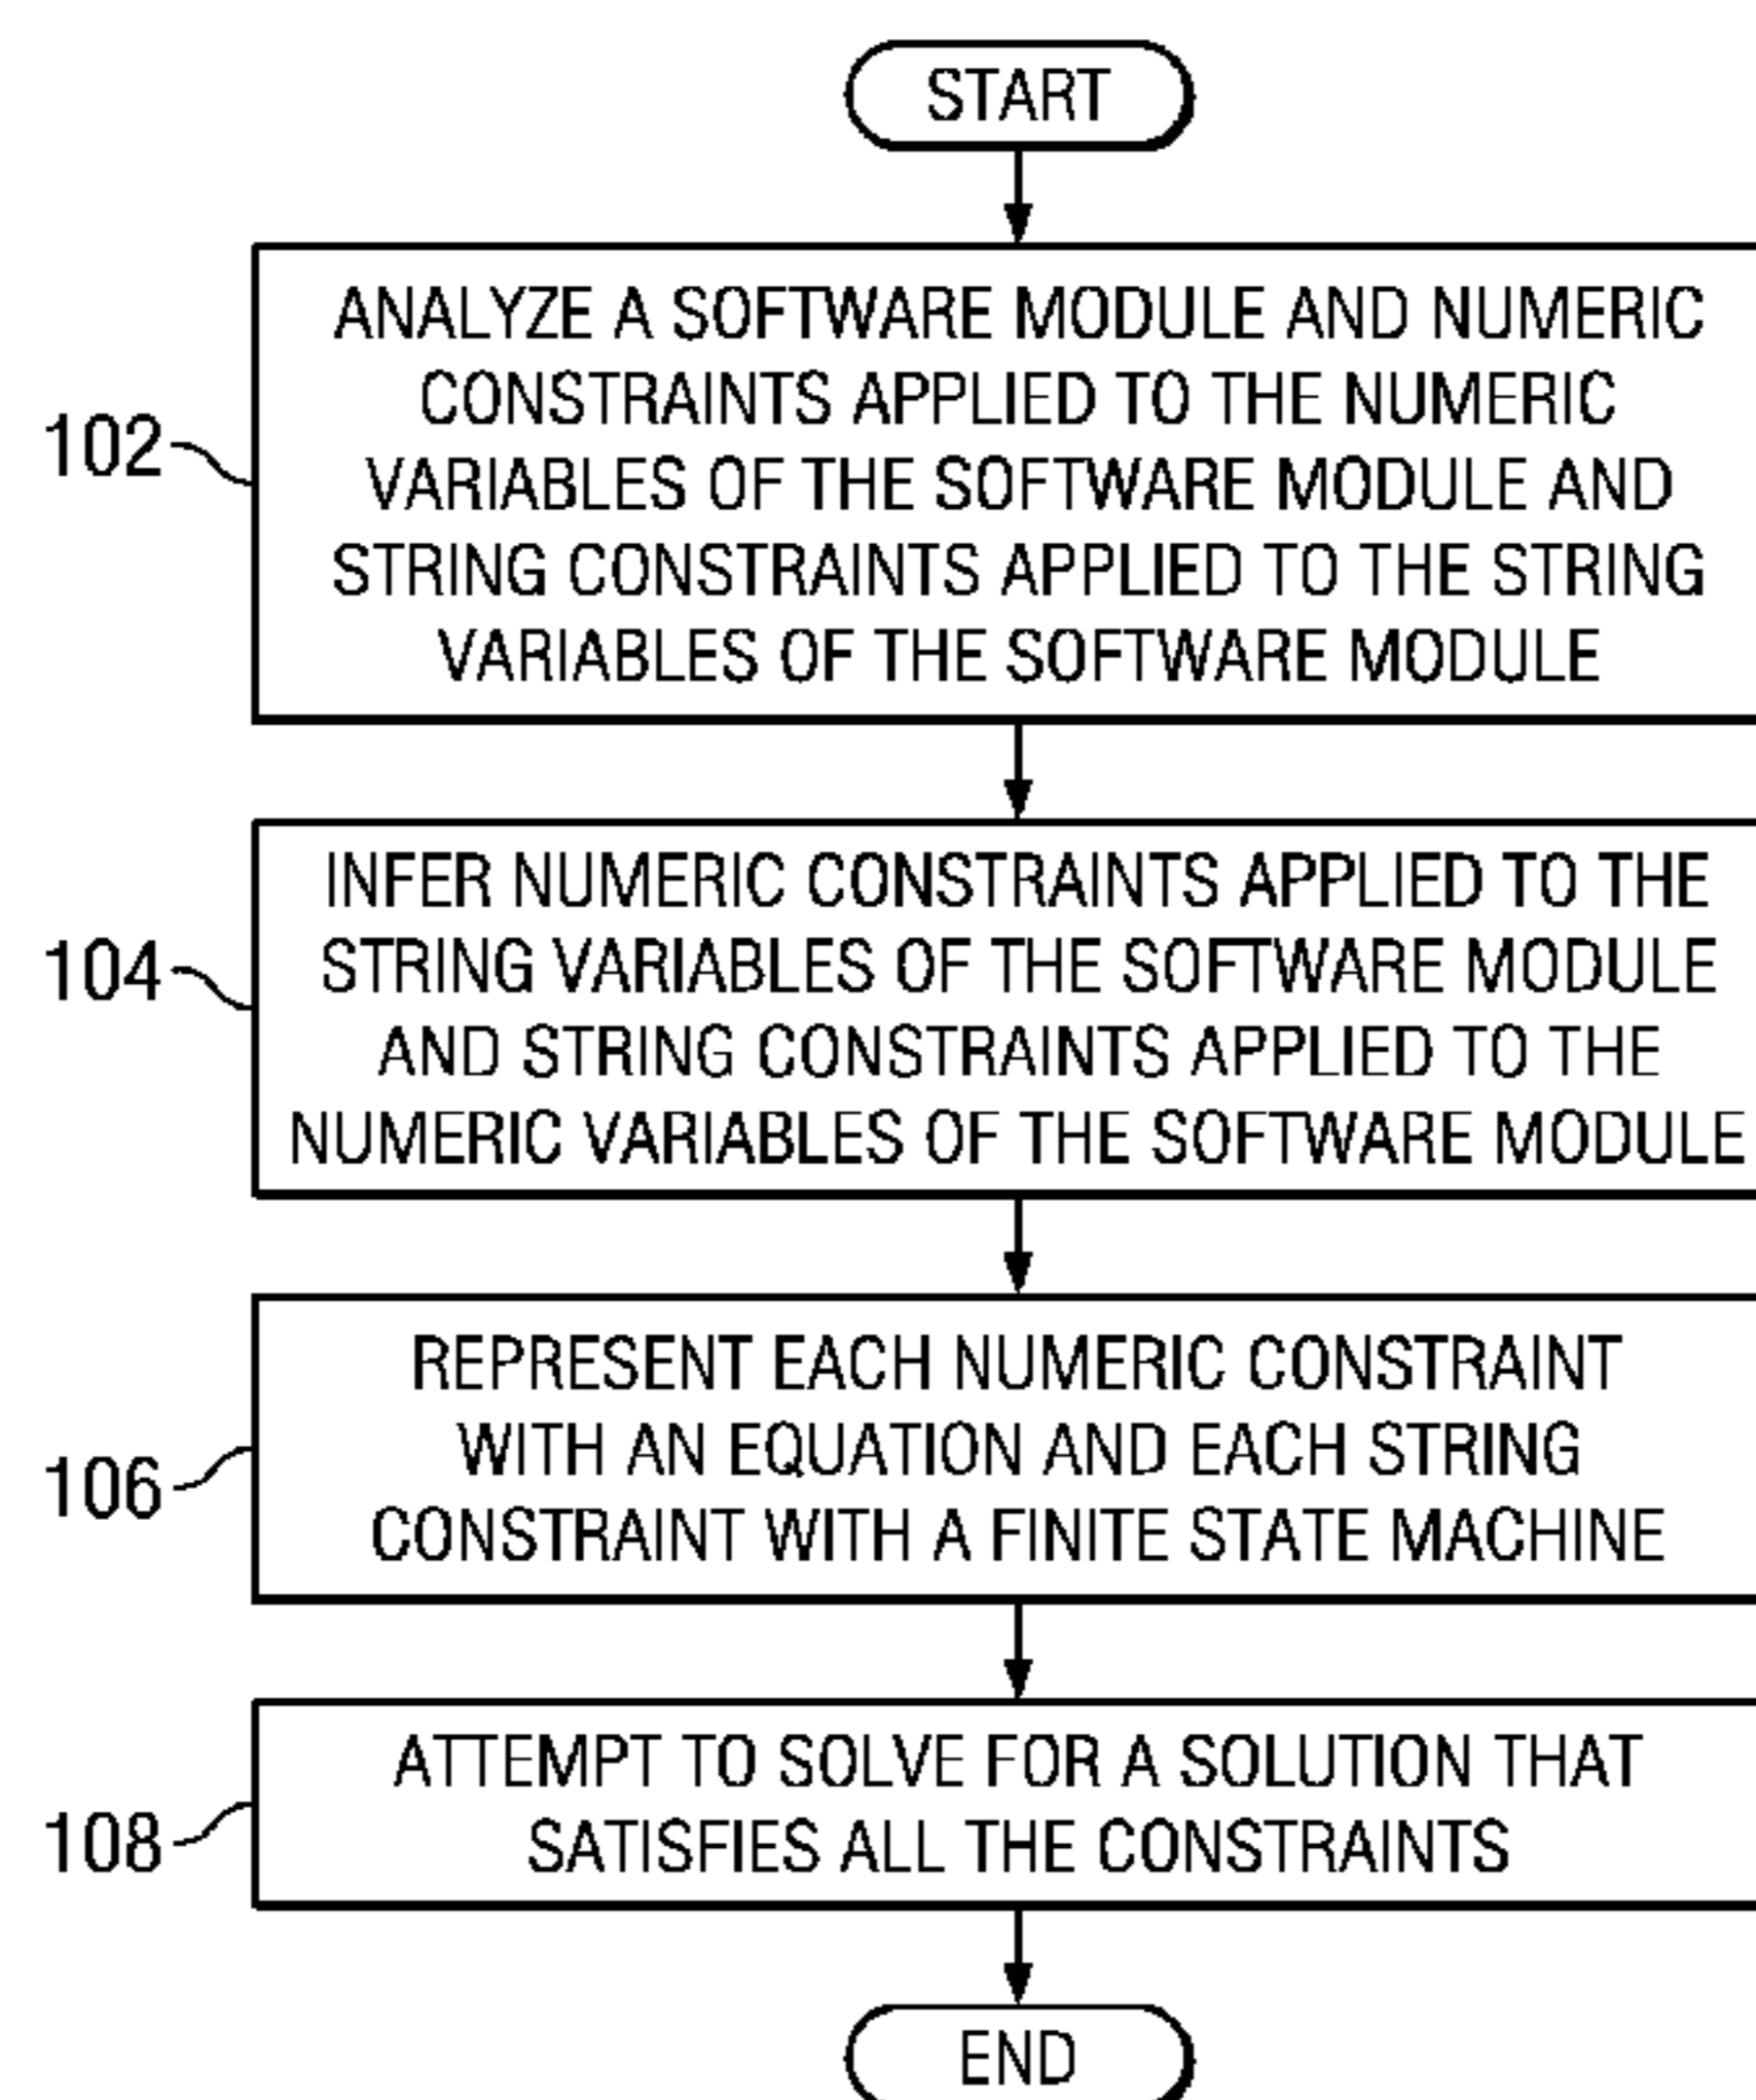 START
ANALYZE A SOFTWARE MODULE AND NUMERIC
CONSTRAINTS APPLIED TO THE NUMERIC
VARIABLES OF THE SOFTWARE MODULE AND
STRING CONSTRAINTS APPLIED TO THE STRING
VARIABLES OF THE SOFTWARE MODULE
102
INFER NUMERIC CONSTRAINTS APPLIED TO THE
STRING VARIABLES OF THE SOFTWARE MODULE
AND STRING CONSTRAINTS APPLIED TO THE
NUMERIC VARIABLES OF THE SOFTWARE MODULE
104
REPRESENT EACH NUMERIC CONSTRAINT
WITH AN EQUATION AND EACH STRING
CONSTRAINT WITH A FINITE STATE MACHINE
106
ATTEMPT TO SOLVE FOR A SOLUTION THAT
SATISFIES ALL THE CONSTRAINTS
108
END